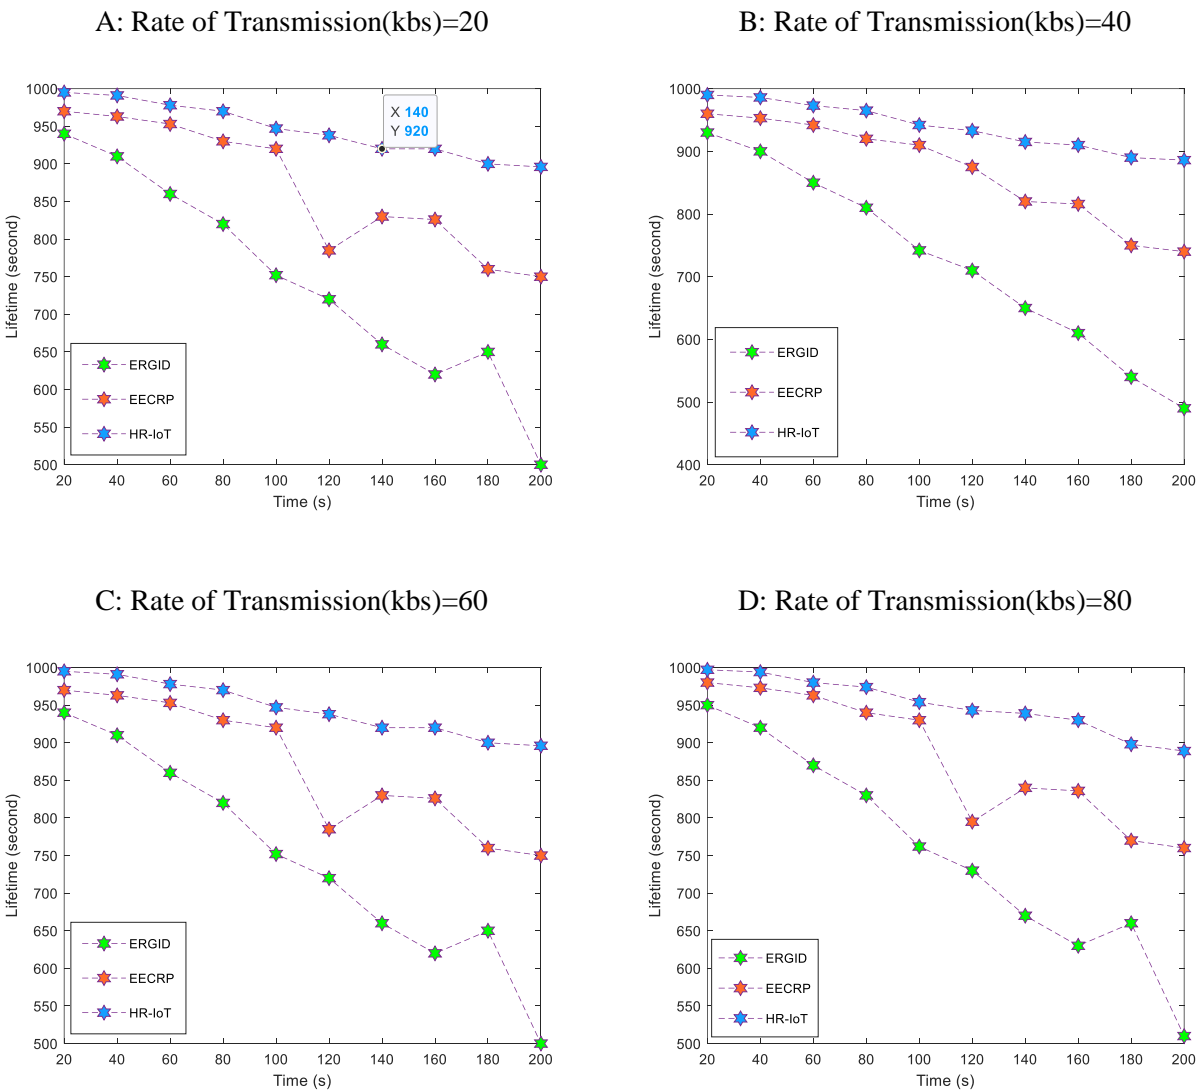 A: Rate of Transmission(kbs)=20
1000
950
900
850
800
750
700
650
600
550
500
Lifetime (second)
X 140
Y 920
ERGID
EECRP
HR-IoT
20 40 60 80 100 120 140 160 180 200
Time (s)
B: Rate of Transmission(kbs)=40
1000
900
800
700
600
500
400
Lifetime (second)
ERGID
EECRP
HR-IoT
20 40 60 80 100 120 140 160 180 200
Time (s)
C: Rate of Transmission(kbs)=60
1000
950
900
850
800
750
700
650
600
550
500
Lifetime (second)
ERGID
EECRP
HR-IoT
20 40 60 80 100 120 140 160 180 200
Time (s)
D: Rate of Transmission(kbs)=80
1000
950
900
850
800
750
700
650
600
550
500
Lifetime (second)
ERGID
EECRP
HR-IoT
20 40 60 80 100 120 140 160 180 200
Time (s)